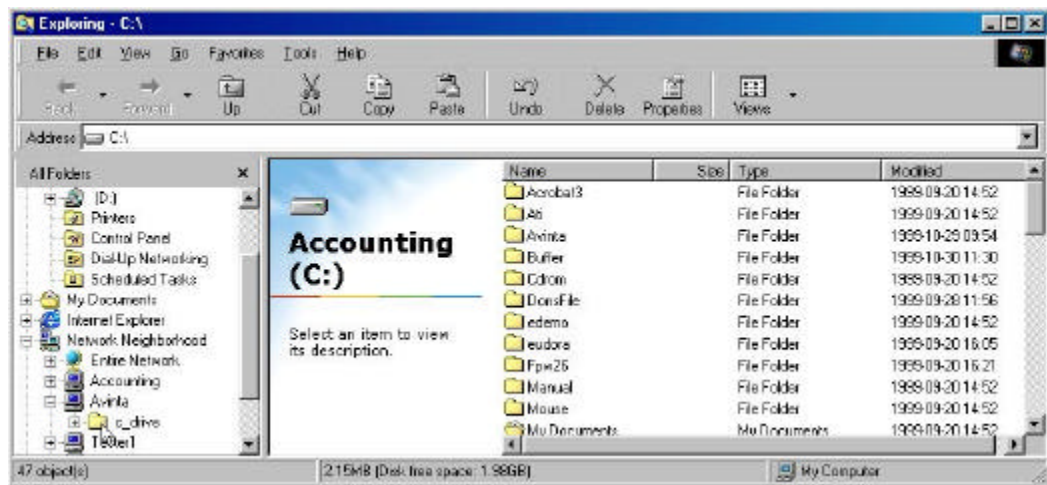 Exploring - C:\
File Edit View Go Favorites Tools Help
Back Forward Up Cut Copy Paste Undo Delete Properties Views
Address C:\
All Folders
(D:)
Printers
Control Panel
Dial-Up Networking
Scheduled Tasks
My Documents
Internet Explorer
Network Neighborhood
Entire Network
Accounting
Avinta
c_drive
Tester1
Accounting
(C:)
Select an item to view
its description.
Name Size Type Modified
Acrobat3 File Folder 1999-09-20 14:52
Ati File Folder 1999-09-20 14:52
Avinta File Folder 1999-10-29 09:54
Buffer File Folder 1999-10-30 11:30
Cdrom File Folder 1999-09-20 14:52
DonsFile File Folder 1999-09-28 11:56
edemo File Folder 1999-09-20 14:52
eudora File Folder 1999-09-20 16:05
File Folder 1999-09-20 16:21
Manual File Folder 1999-09-20 14:52
Mouse File Folder 1999-09-20 14:52
My Documents My Documents 1999-09-20 14:52
47 object(s) 2.15MB (Disk free space: 1.98GB) My Computer